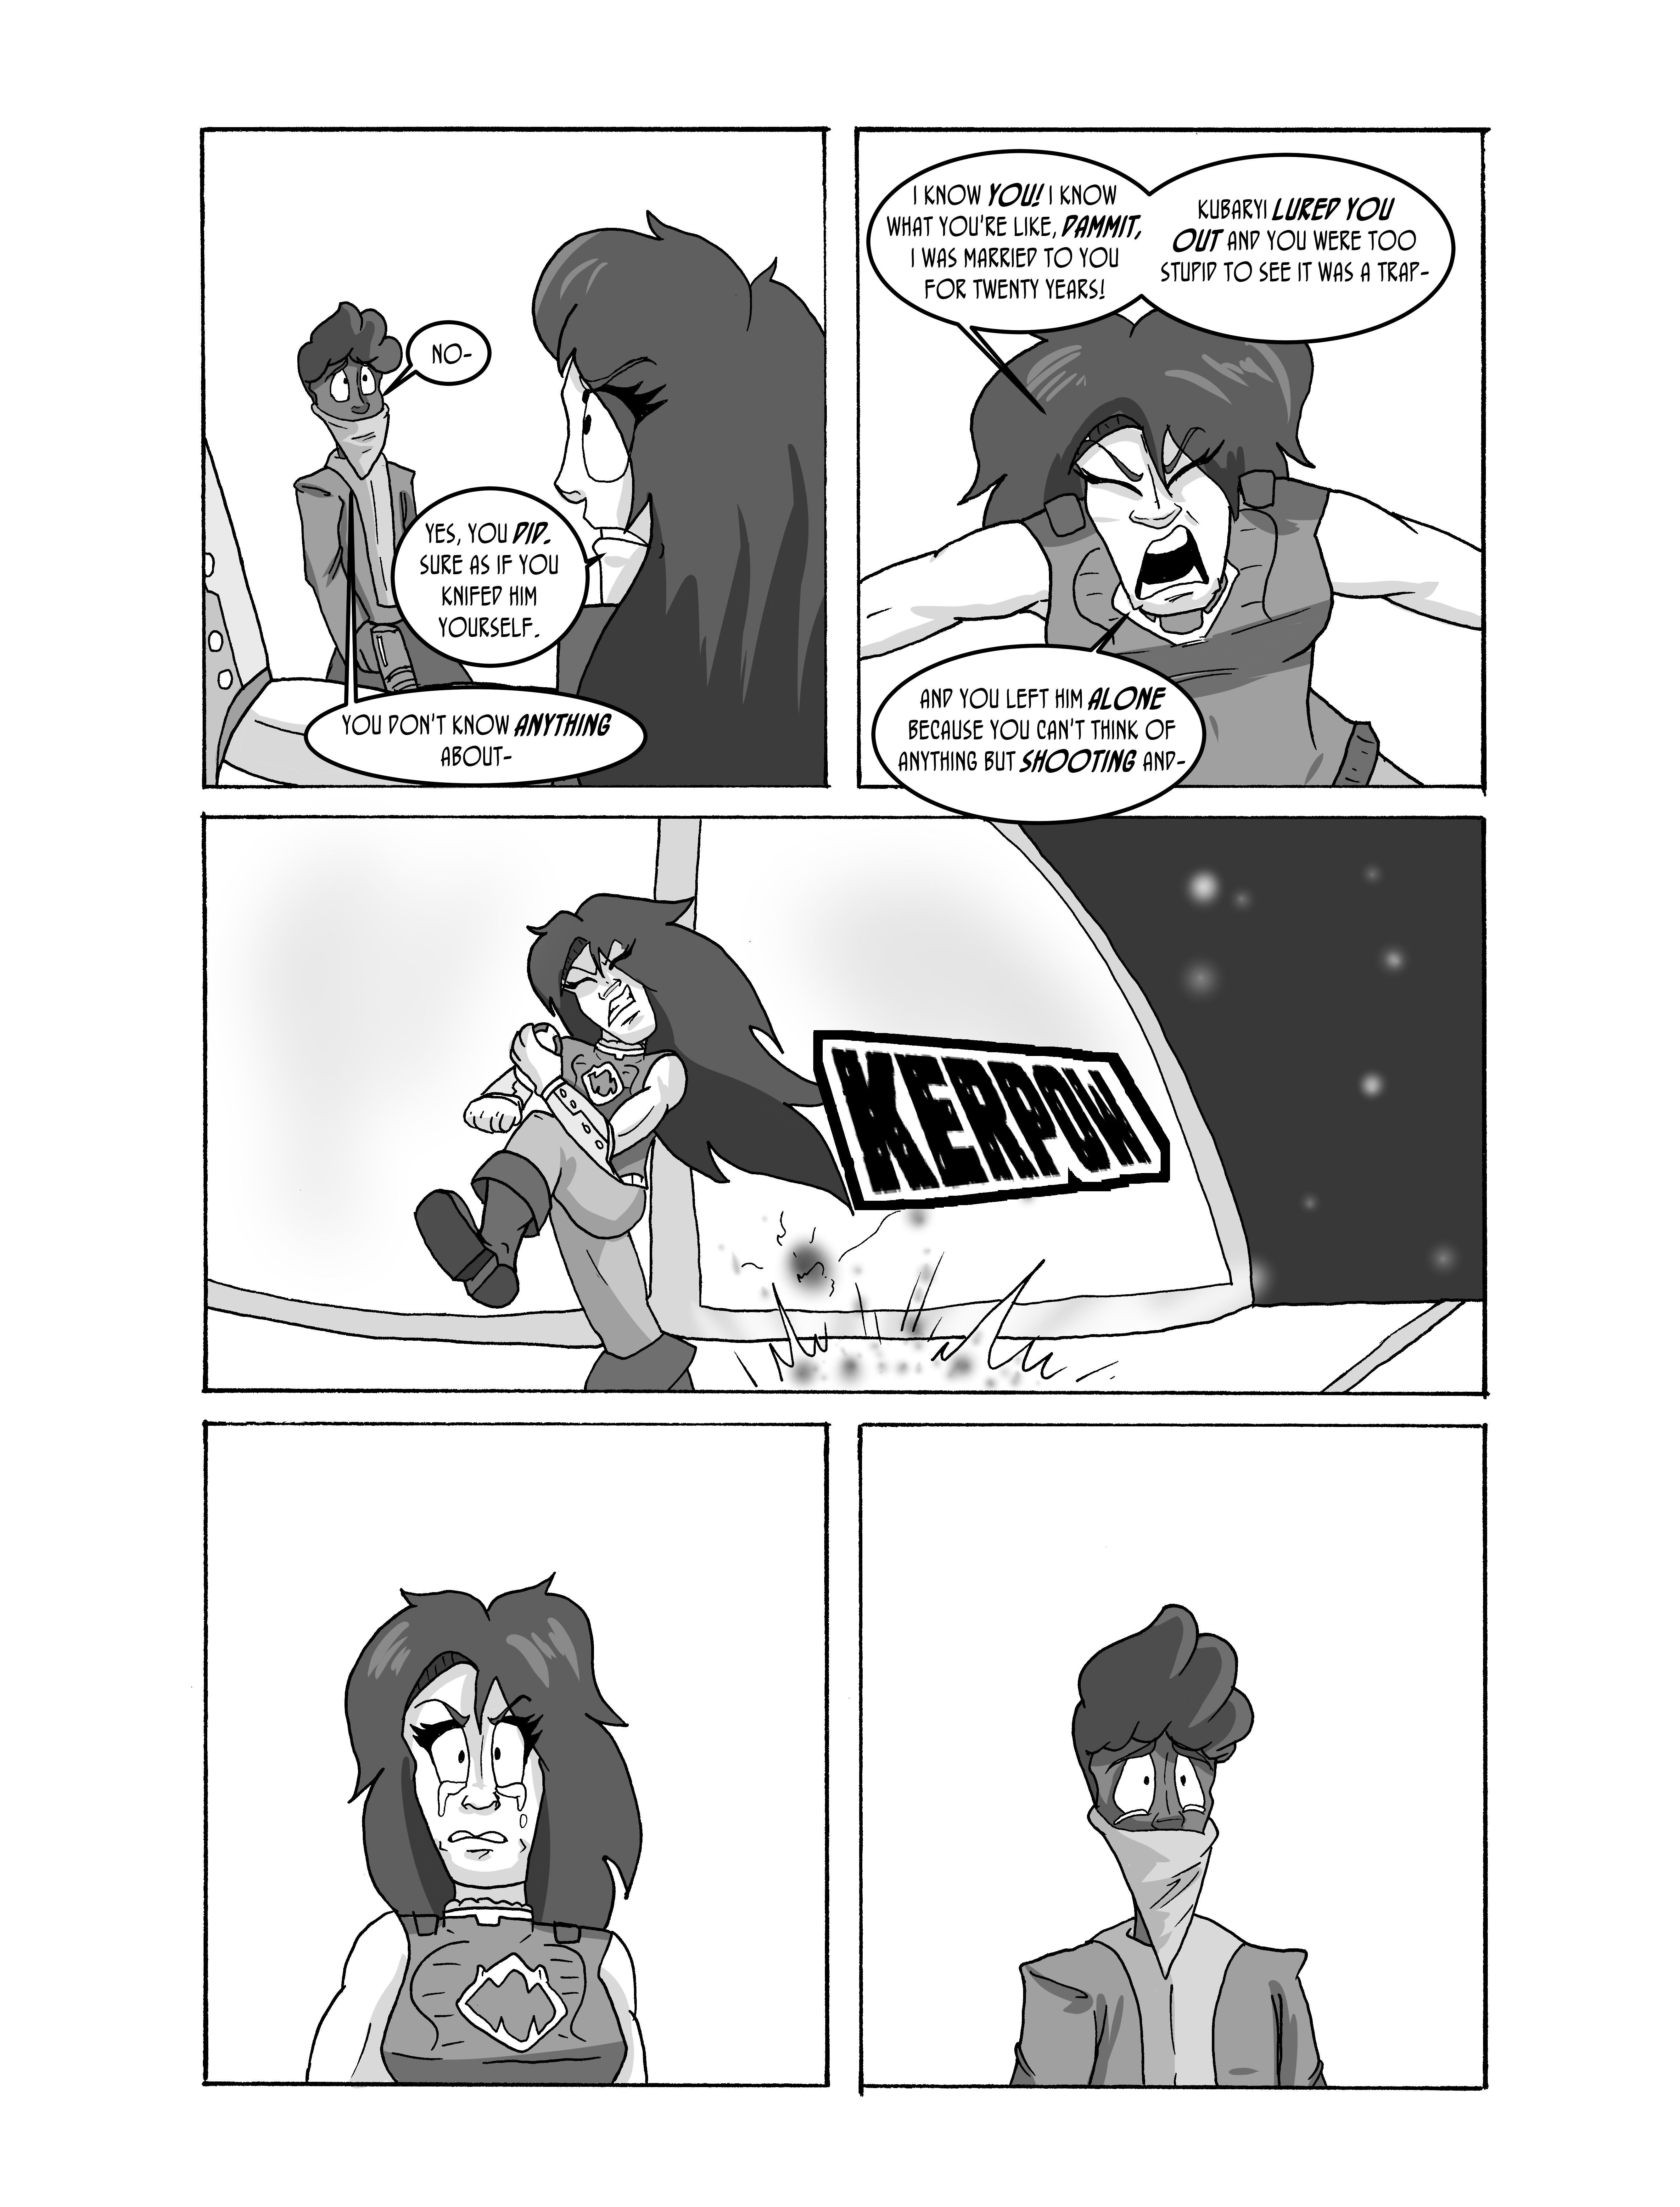 NO-
YES, YOU DID.
SURE AS IF YOU
KNIFED HIM
YOURSELF.
YOU DON'T KNOW ANYTHING
ABOUT-
I KNOW YOU! I KNOW
WHAT YOU'RE LIKE, DAMMIT,
I WAS MARRIED TO YOU
FOR TWENTY YEARS!
KUBARYI LURED YOU
OUT AND YOU WERE TOO
STUPID TO SEE IT WAS A TRAP-
AND YOU LEFT HIM ALONE
BECAUSE YOU CAN'T THINK OF
ANYTHING BUT SHOOTING AND-
KERPOW